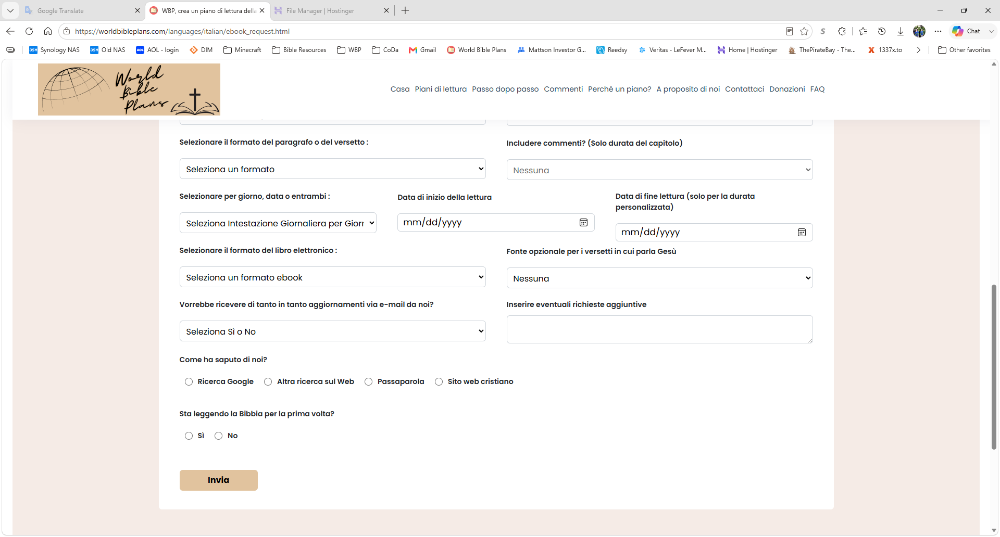 Google Translate
WBP, crea un piano di lettura della
File Manager | Hostinger
https://worldbibleplans.com/languages/italian/ebook_request.html
Chat
Synology NAS
Old NAS
AOL - login
DIM
Minecraft
Bible Resources
WBP
CoDa
Gmail
World Bible Plans
Mattson Investor G...
Reedsy
Veritas - LeFever M...
Home | Hostinger
ThePirateBay - The...
1337x.to
Other favorites
World
Bible
Plans
Casa Piani di lettura Passo dopo passo Commenti Perché un piano? A proposito di noi Contattaci Donazioni FAQ
Selezionare il formato del paragrafo o del versetto :
Includere commenti? (Solo durata del capitolo)
Seleziona un formato
Nessuna
Selezionare per giorno, data o entrambi :
Data di inizio della lettura
Data di fine lettura (solo per la durata
personalizzata)
Seleziona Intestazione Giornaliera per Gior
mm/dd/yyyy
mm/dd/yyyy
Selezionare il formato del libro elettronico :
Fonte opzionale per i versetti in cui parla Gesù
Seleziona un formato ebook
Nessuna
Vorrebbe ricevere di tanto in tanto aggiornamenti via e-mail da noi?
Inserire eventuali richieste aggiuntive
Seleziona Sì o No
Come ha saputo di noi?
Ricerca Google
Altra ricerca sul Web
Passaparola
Sito web cristiano
Sta leggendo la Bibbia per la prima volta?
Sì
No
Invia